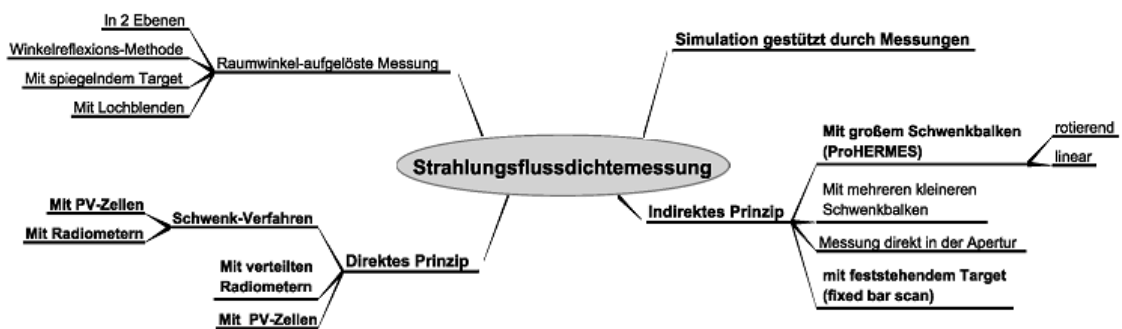 In 2 Ebenen
Winkelreflexions-Methode
Mit spiegelndem Target
Mit Lochblenden
Raumwinkel-aufgelöste Messung
Simulation gestützt durch Messungen
Strahlungsflussdichtemessung
Mit großem Schwenkbalken
(ProHERMES)
rotierend
linear
Indirektes Prinzip
Mit mehreren kleineren
Schwenkbalken
Messung direkt in der Apertur
mit feststehendem Target
(fixed bar scan)
Mit PV-Zellen
Mit Radiometern
Schwenk-Verfahren
Direktes Prinzip
Mit verteilten
Radiometern
Mit PV-Zellen